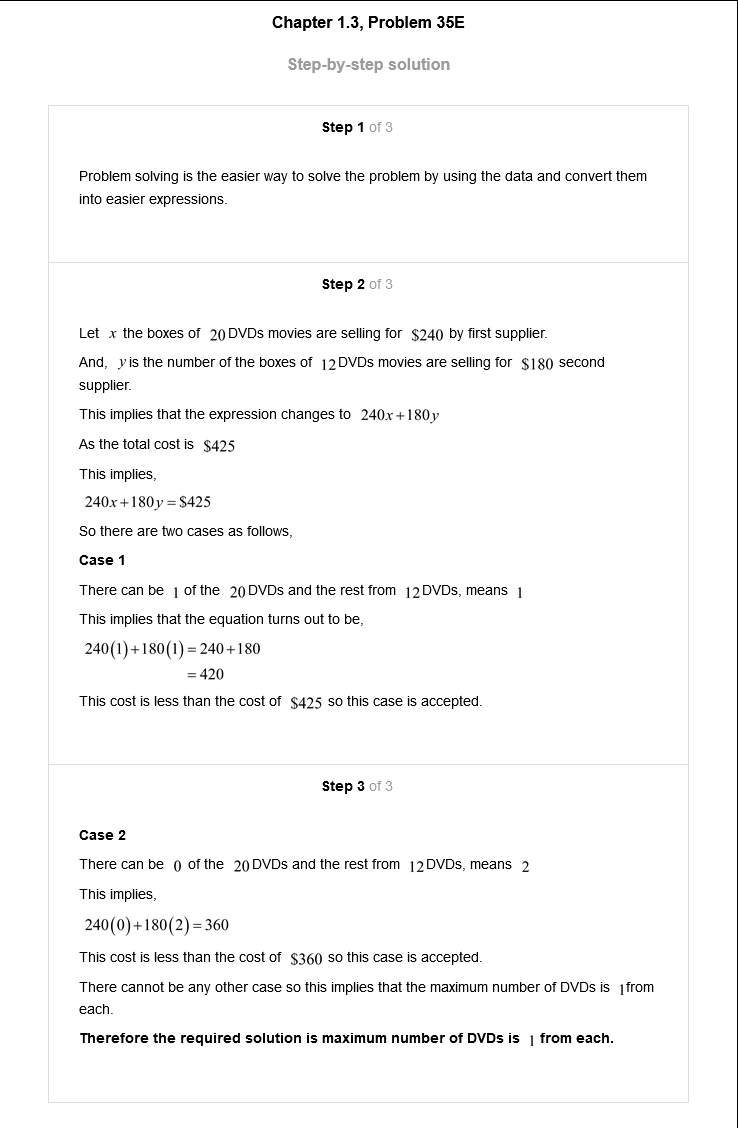 Chapter 1.3, Problem 35E
Step-by-step solution
Step 1 of 3
Problem solving is the easier way to solve the problem by using the data and convert them
into easier expressions.
Step 2 of 3
Let x the boxes of 20 DVDs movies are selling for $240 by first supplier.
And, y is the number of the boxes of 12 DVDs movies are selling for $180 second
supplier.
This implies that the expression changes to 240x+180y
As the total cost is $425
This implies,
240x+180y = $425
So there are two cases as follows,
Case 1
There can be 1 of the 20 DVDs and the rest from 12 DVDs, means 1
This implies that the equation turns out to be,
240(1)+180(1) = 240+180
= 420
This cost is less than the cost of $425 so this case is accepted.
Step 3 of 3
Case 2
There can be 0 of the 20 DVDs and the rest from 12 DVDs, means 2
This implies,
240(0)+180(2) = 360
This cost is less than the cost of $360 so this case is accepted.
There cannot be any other case so this implies that the maximum number of DVDs is 1 from
each.
Therefore the required solution is maximum number of DVDs is 1 from each.